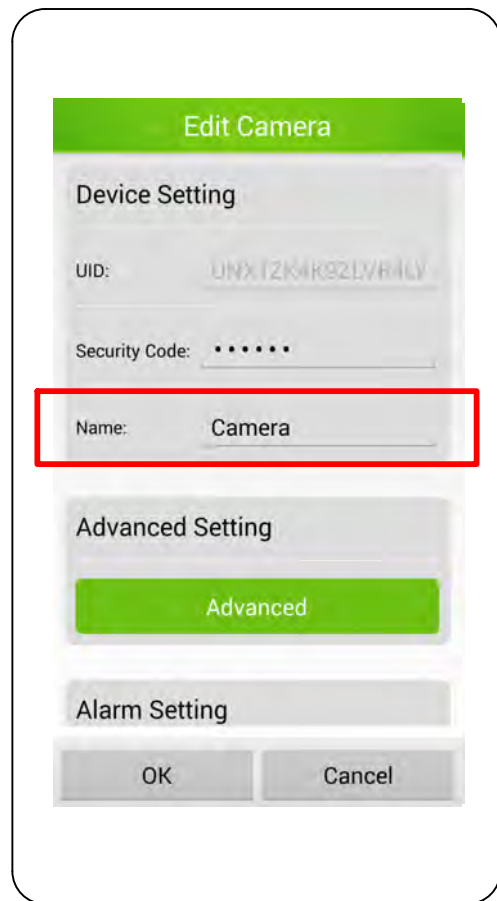 Edit Camera
Device Setting
UID:
Security Code: ••••••
Name: Camera
Advanced Setting
Advanced
Alarm Setting
OK Cancel